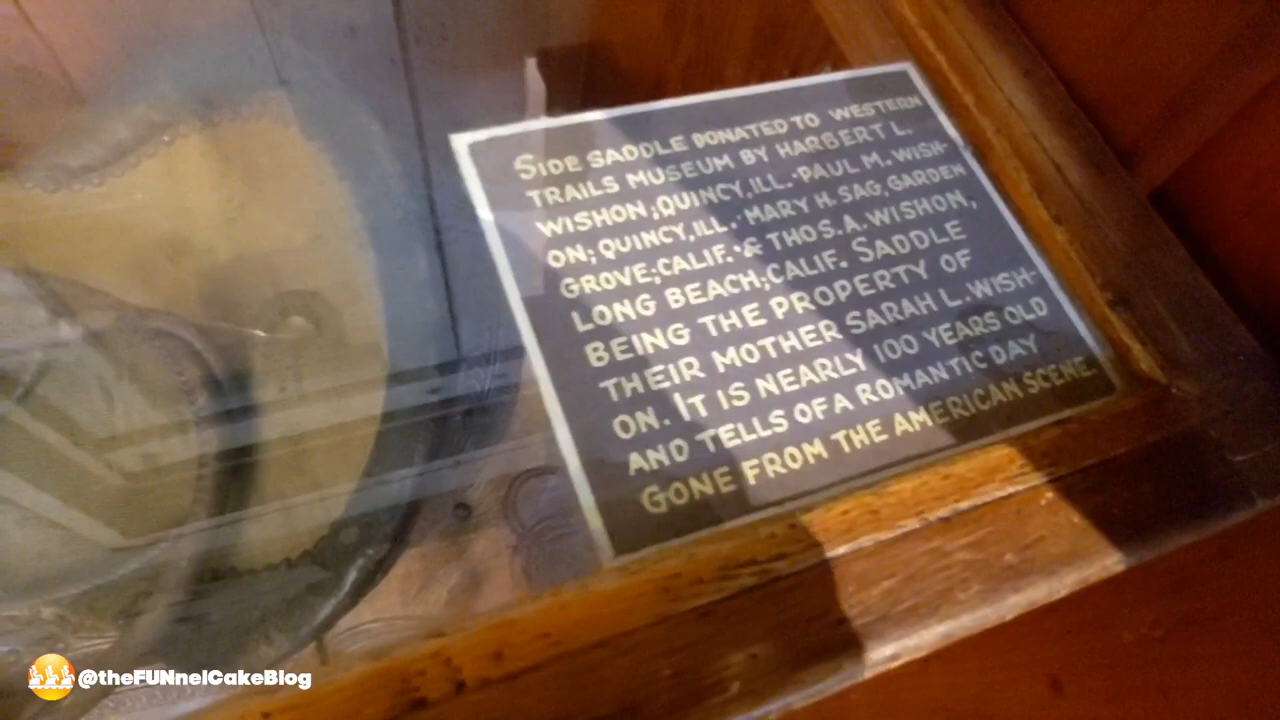 SIDE SADDLE DONATED TO WESTERN
TRAILS MUSEUM BY HARBERT L.
WISHON; QUINCY, ILL. · PAUL M. WISH-
ON; QUINCY, ILL. · MARY H. SAG, GARDEN
GROVE; CALIF. · & THOS. A. WISHON,
LONG BEACH; CALIF. SADDLE
BEING THE PROPERTY OF
THEIR MOTHER SARAH L. WISH-
ON. IT IS NEARLY 100 YEARS OLD
AND TELLS OF A ROMANTIC DAY
GONE FROM THE AMERICAN SCENE.
@theFUNnelCakeBlog